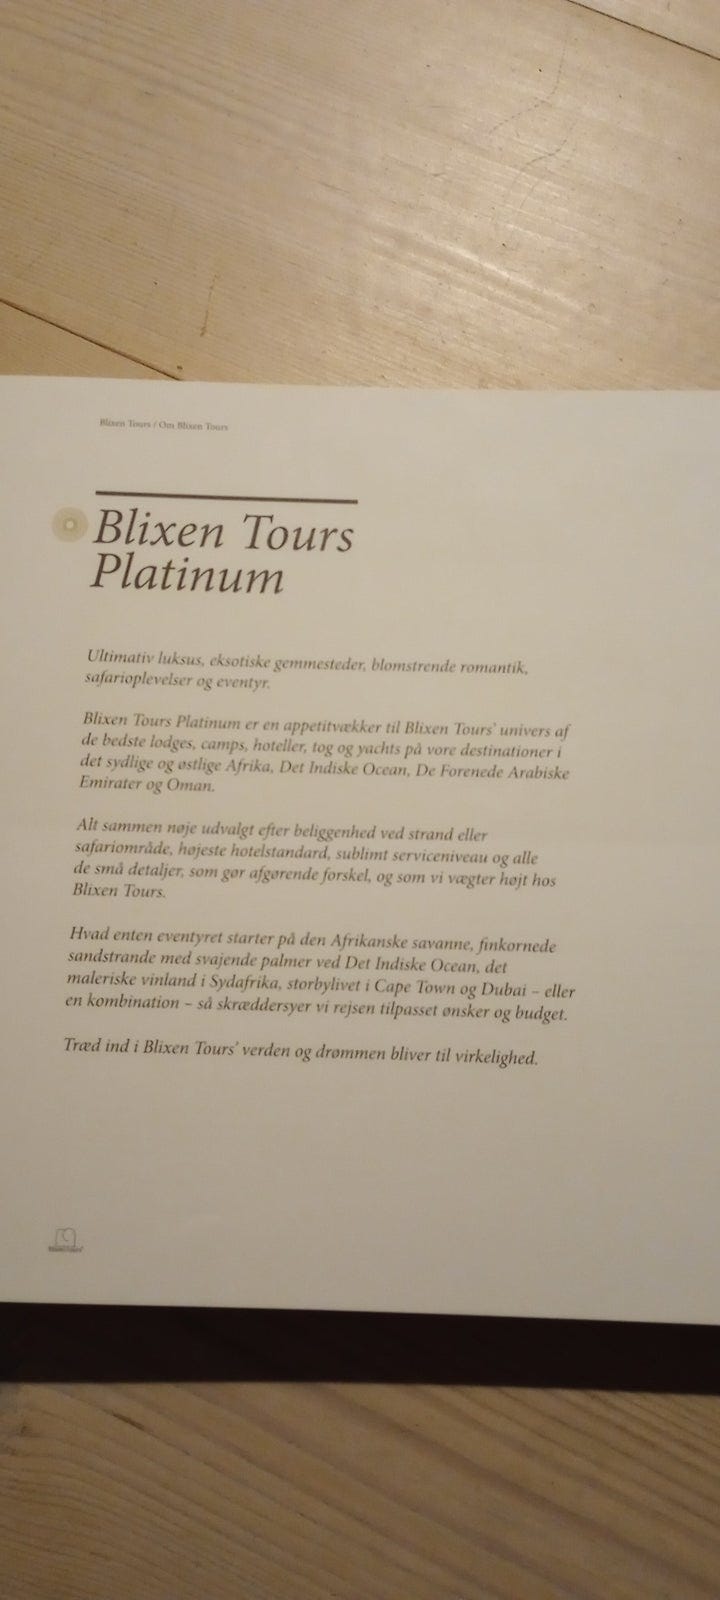 Blixen Tours / Om Blixen Tours
Blixen Tours
Platinum
Ultimativ luksus, eksotiske gemmesteder, blomstrende romantik,
safarioplevelser og eventyr.
Blixen Tours Platinum er en appetitvækker til Blixen Tours' univers af
de bedste lodges, camps, hoteller, tog og yachts på vore destinationer i
det sydlige og østlige Afrika, Det Indiske Ocean, De Forenede Arabiske
Emirater og Oman.
Alt sammen nøje udvalgt efter beliggenhed ved strand eller
safariområde, højeste hotelstandard, sublimt serviceniveau og alle
de små detaljer, som gør afgørende forskel, og som vi vægter højt hos
Blixen Tours.
Hvad enten eventyret starter på den Afrikanske savanne, finkornede
sandstrande med svajende palmer ved Det Indiske Ocean, det
maleriske vinland i Sydafrika, storbylivet i Cape Town og Dubai – eller
en kombination – så skræddersyer vi rejsen tilpasset ønsker og budget.
Træd ind i Blixen Tours' verden og drømmen bliver til virkelighed.